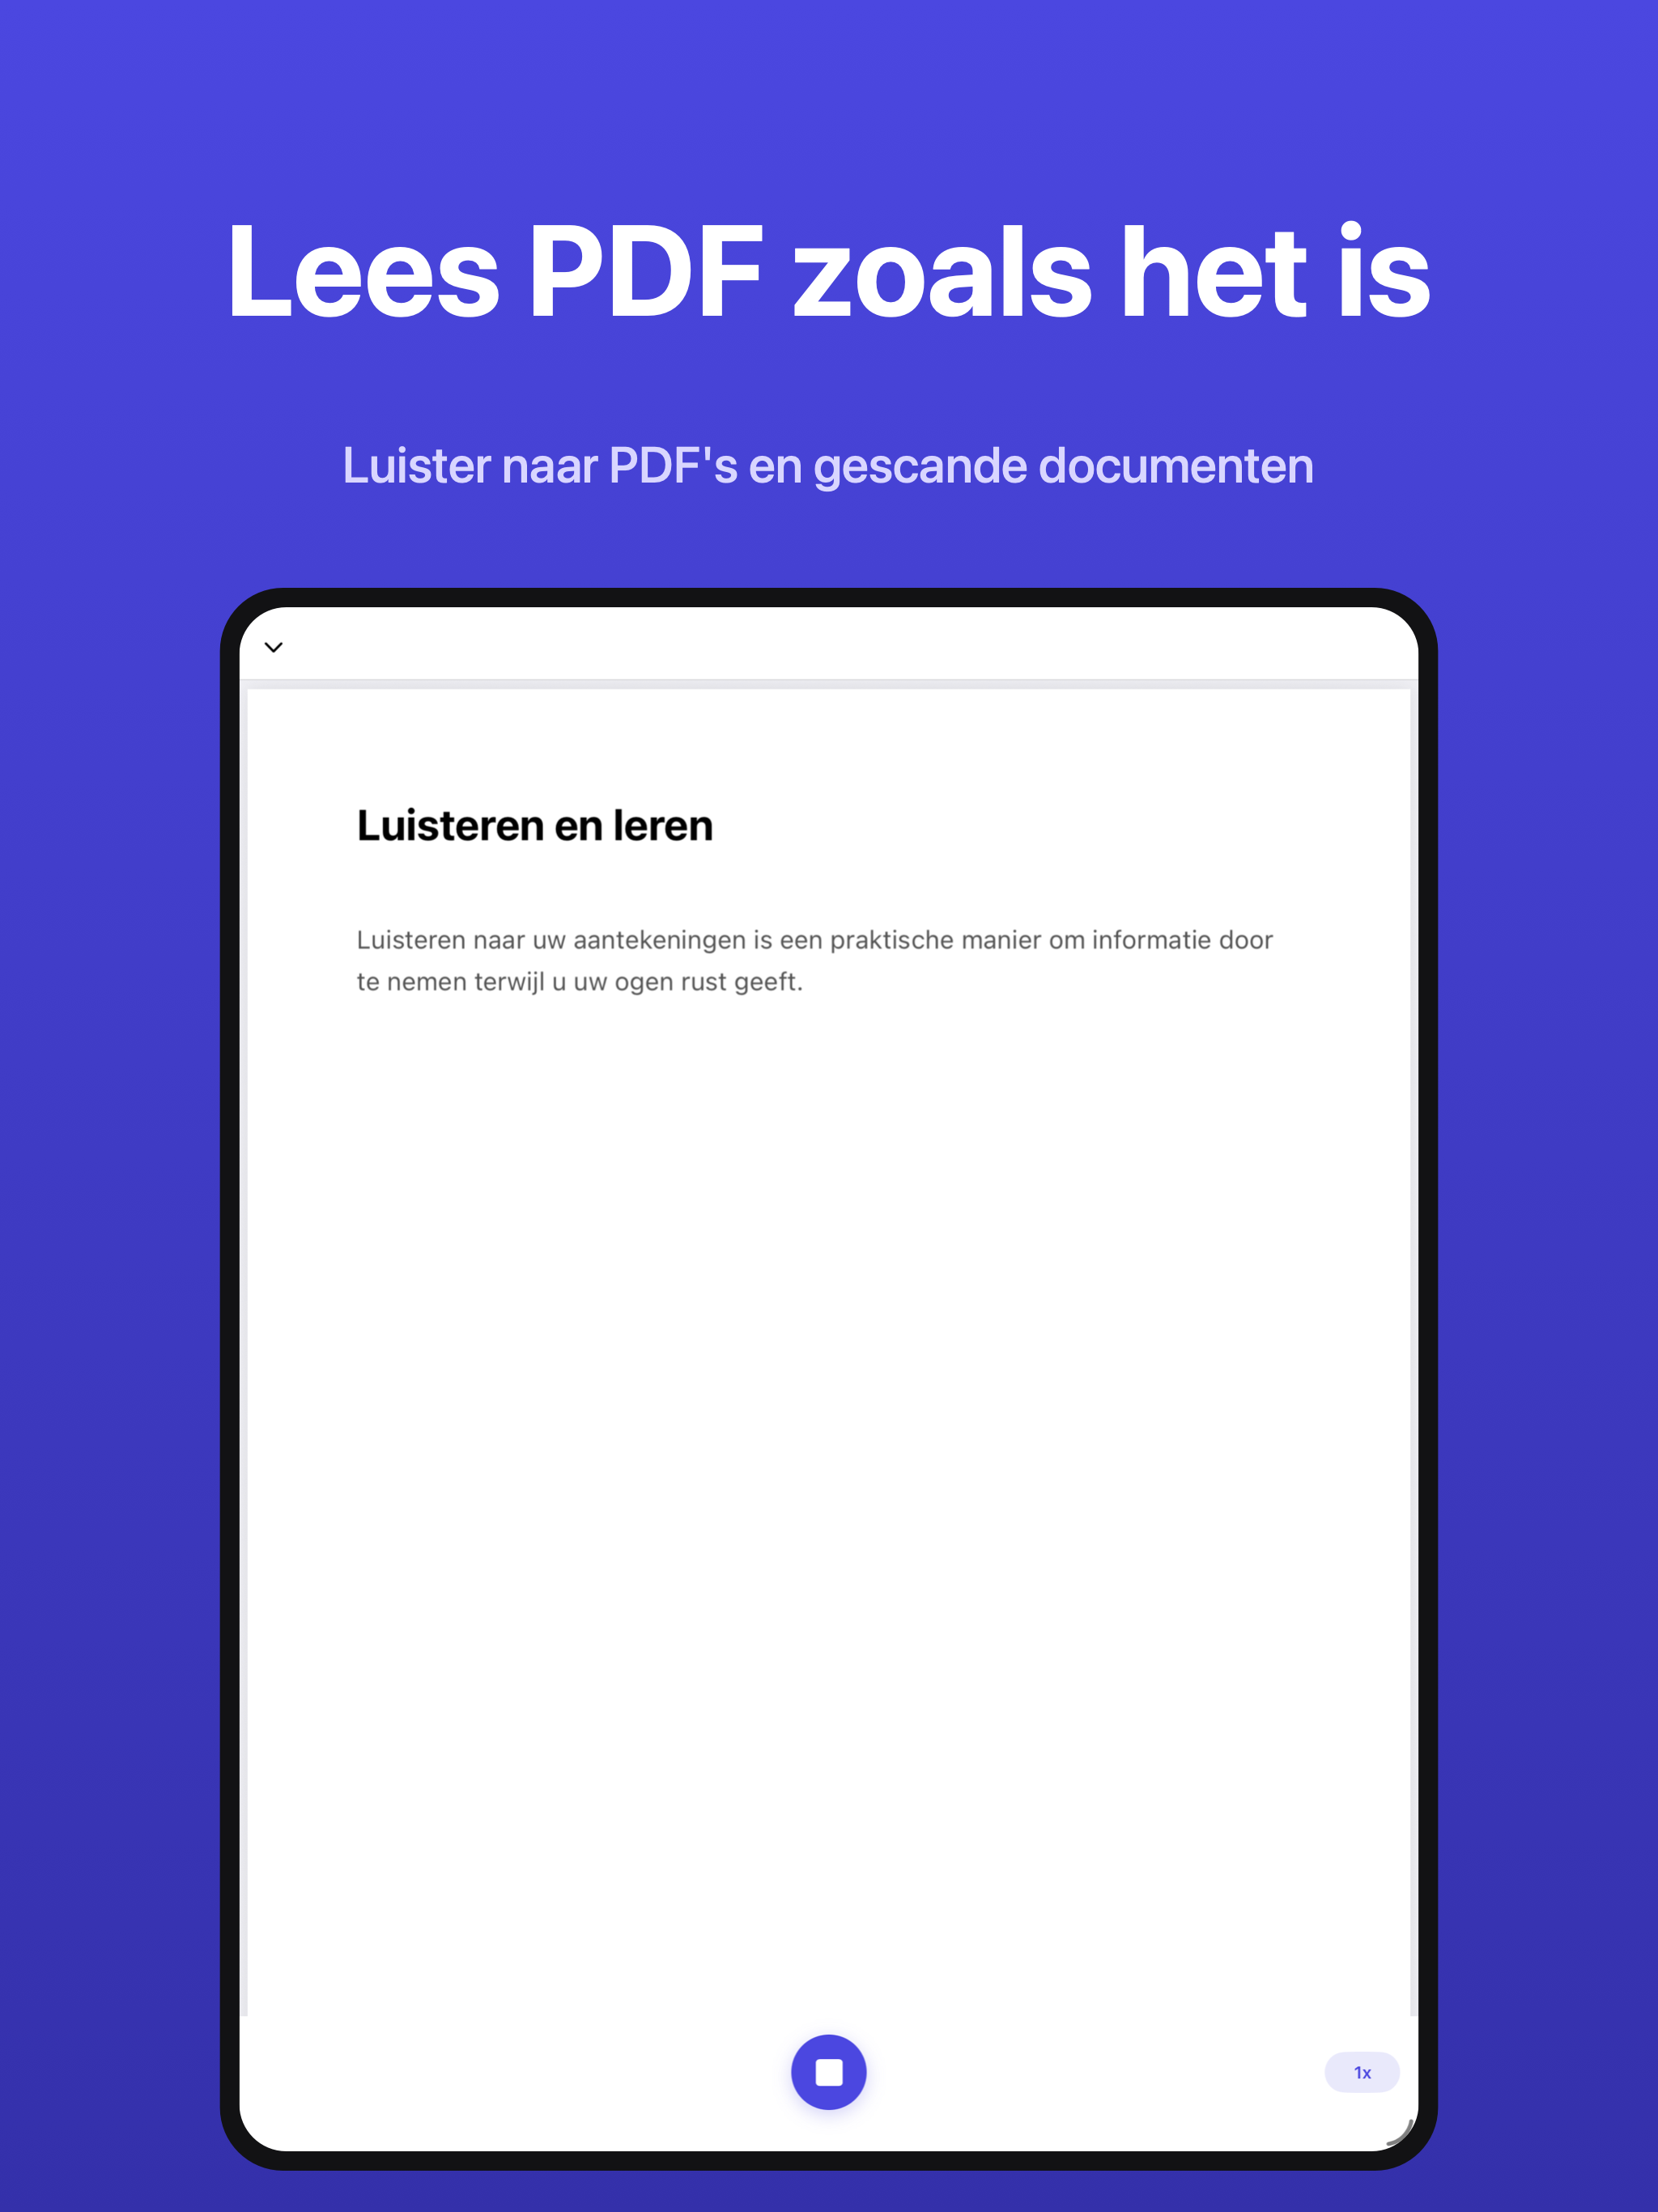 Lees PDF zoals het is
Luister naar PDF's en gescande documenten
Luisteren en leren
Luisteren naar uw aantekeningen is een praktische manier om informatie door
te nemen terwijl u uw ogen rust geeft.
1x